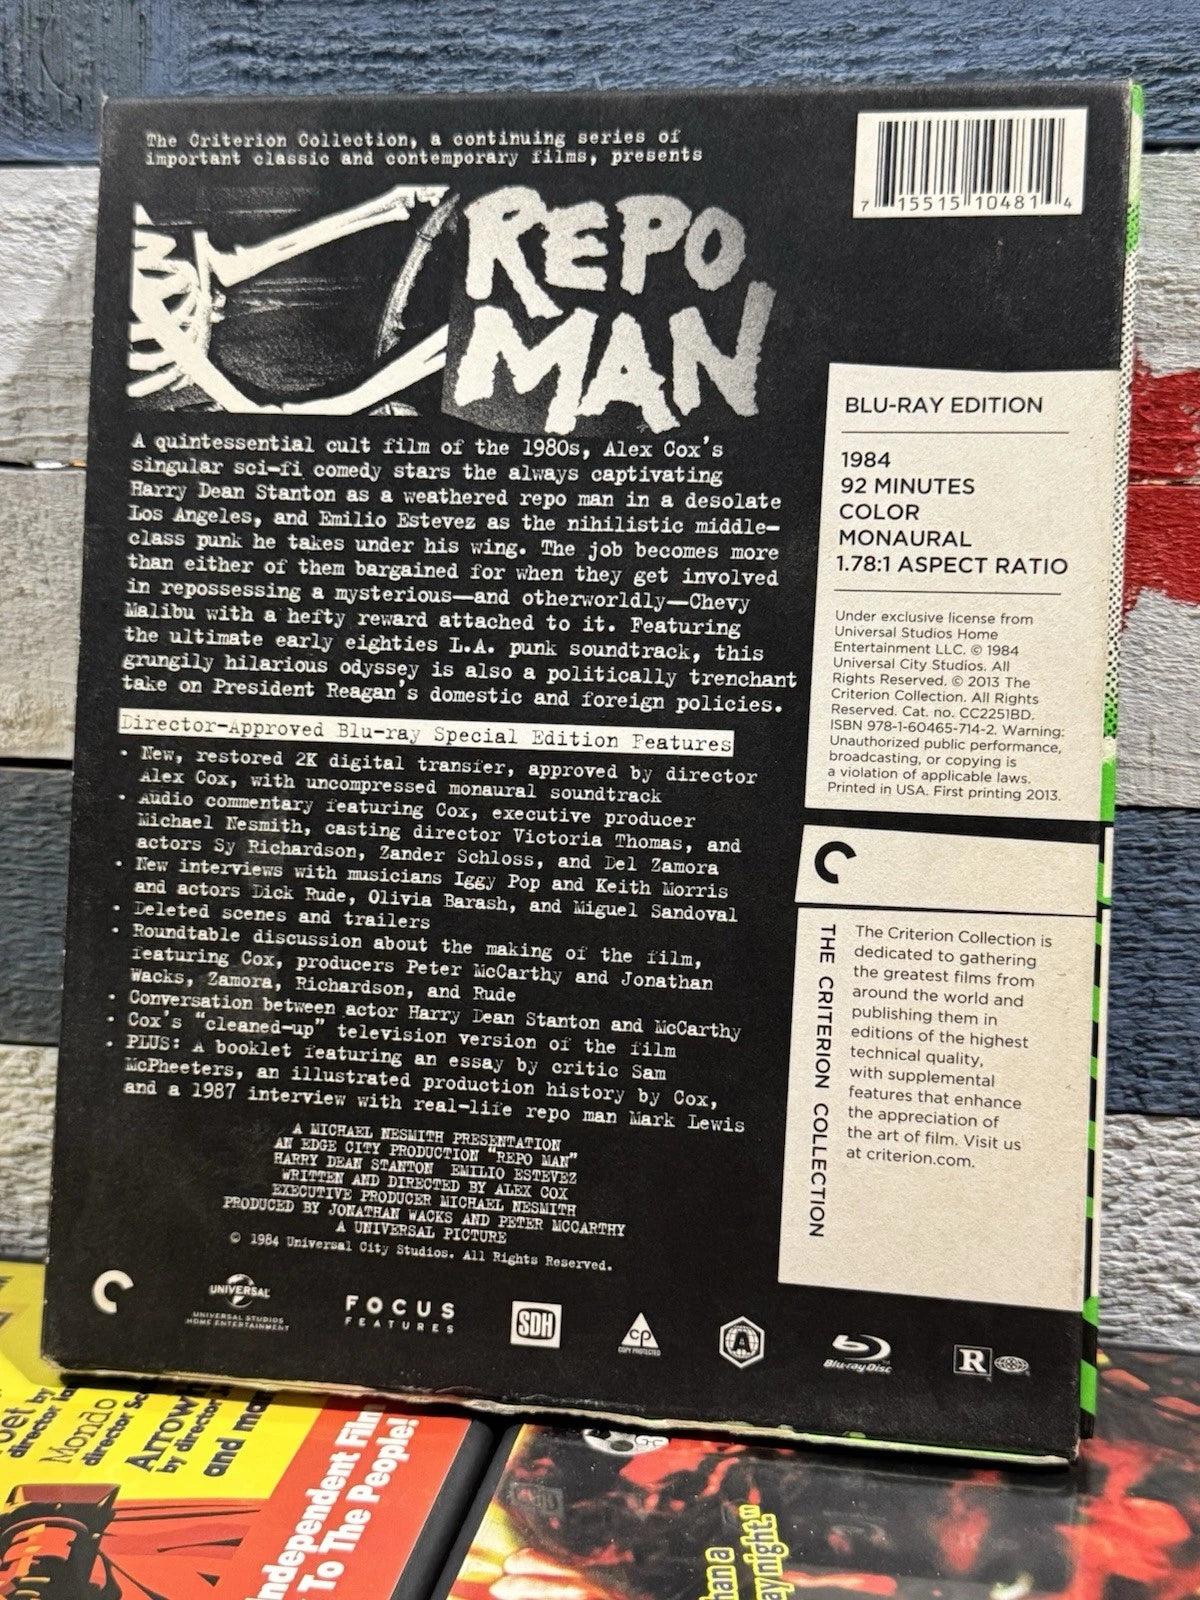 The Criterion Collection, a continuing series of
important classic and contemporary films, presents
7 15515 10481 4
REPO
MAN
A quintessential cult film of the 1980s, Alex Cox's
singular sci-fi comedy stars the always captivating
Harry Dean Stanton as a weathered repo man in a desolate
Los Angeles, and Emilio Estevez as the nihilistic middle-
class punk he takes under his wing. The job becomes more
than either of them bargained for when they get involved
in repossessing a mysterious—and otherworldly—Chevy
Malibu with a hefty reward attached to it. Featuring
the ultimate early eighties L.A. punk soundtrack, this
grungily hilarious odyssey is also a politically trenchant
take on President Reagan's domestic and foreign policies.
Director-Approved Blu-ray Special Edition Features
• New, restored 2K digital transfer, approved by director
Alex Cox, with uncompressed monaural soundtrack
• Audio commentary featuring Cox, executive producer
Michael Nesmith, casting director Victoria Thomas, and
actors Sy Richardson, Zander Schloss, and Del Zamora
• New interviews with musicians Iggy Pop and Keith Morris
and actors Dick Rude, Olivia Barash, and Miguel Sandoval
• Deleted scenes and trailers
• Roundtable discussion about the making of the film,
featuring Cox, producers Peter McCarthy and Jonathan
Wacks, Zamora, Richardson, and Rude
• Conversation between actor Harry Dean Stanton and McCarthy
• Cox's "cleaned-up" television version of the film
• PLUS: A booklet featuring an essay by critic Sam
McPheeters, an illustrated production history by Cox,
and a 1987 interview with real-life repo man Mark Lewis
A MICHAEL NESMITH PRESENTATION
AN EDGE CITY PRODUCTION "REPO MAN"
HARRY DEAN STANTON EMILIO ESTEVEZ
WRITTEN AND DIRECTED BY ALEX COX
EXECUTIVE PRODUCER MICHAEL NESMITH
PRODUCED BY JONATHAN WACKS AND PETER MCCARTHY
A UNIVERSAL PICTURE
© 1984 Universal City Studios. All Rights Reserved.
BLU-RAY EDITION
1984
92 MINUTES
COLOR
MONAURAL
1.78:1 ASPECT RATIO
Under exclusive license from
Universal Studios Home
Entertainment LLC. © 1984
Universal City Studios. All
Rights Reserved. © 2013 The
Criterion Collection. All Rights
Reserved. Cat. no. CC2251BD.
ISBN 978-1-60465-714-2. Warning:
Unauthorized public performance,
broadcasting, or copying is
a violation of applicable laws.
Printed in USA. First printing 2013.
THE CRITERION COLLECTION
The Criterion Collection is
dedicated to gathering
the greatest films from
around the world and
publishing them in
editions of the highest
technical quality,
with supplemental
features that enhance
the appreciation of
the art of film. Visit us
at criterion.com.
UNIVERSAL
UNIVERSAL STUDIOS
HOME ENTERTAINMENT
FOCUS
FEATURES
SDH
CP
COPY PROTECTED
A
Blu-ray Disc
R
director
Mondo
director
ARROW
by director
and
Independent Film
To The People!